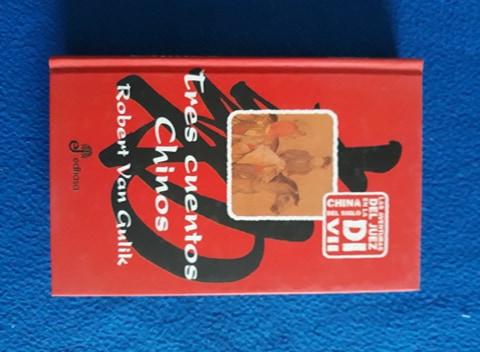 LAS AVENTURAS
DEL JUEZ
DI
EN LA
CHINA
DEL SIGLO
VII
tres cuentos
Chinos
Robert Van Gulik
edhasa